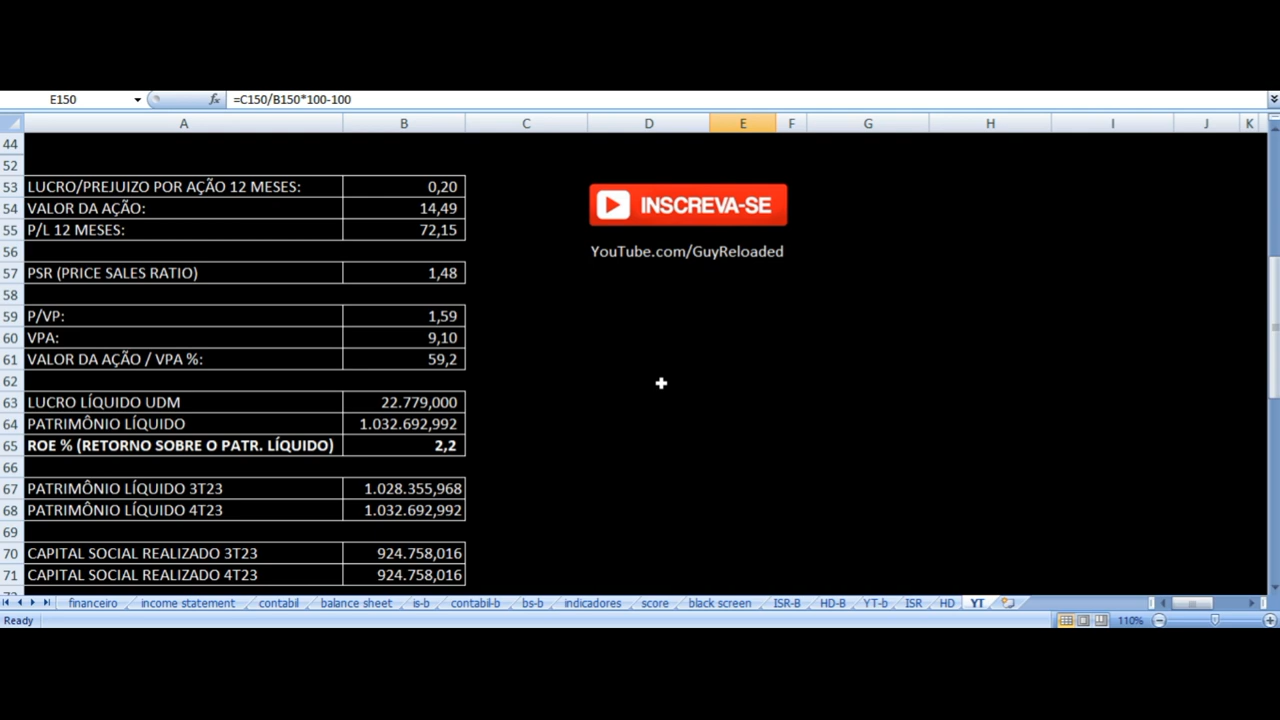 E150 fx =C150/B150*100-100
A B C D E F G H I J K
44
52
53 LUCRO/PREJUIZO POR AÇÃO 12 MESES: 0,20
INSCREVA-SE
54 VALOR DA AÇÃO: 14,49
55 P/L 12 MESES: 72,15
56 YouTube.com/GuyReloaded
57 PSR (PRICE SALES RATIO) 1,48
58
59 P/VP: 1,59
60 VPA: 9,10
61 VALOR DA AÇÃO / VPA %: 59,2
62
63 LUCRO LÍQUIDO UDM 22.779,000
64 PATRIMÔNIO LÍQUIDO 1.032.692,992
65 ROE % (RETORNO SOBRE O PATR. LÍQUIDO) 2,2
66
67 PATRIMÔNIO LÍQUIDO 3T23 1.028.355,968
68 PATRIMÔNIO LÍQUIDO 4T23 1.032.692,992
69
70 CAPITAL SOCIAL REALIZADO 3T23 924.758,016
71 CAPITAL SOCIAL REALIZADO 4T23 924.758,016
financeiro income statement contabil balance sheet is-b contabil-b bs-b indicadores score black screen ISR-B HD-B YT-b ISR HD YT
Ready 110%